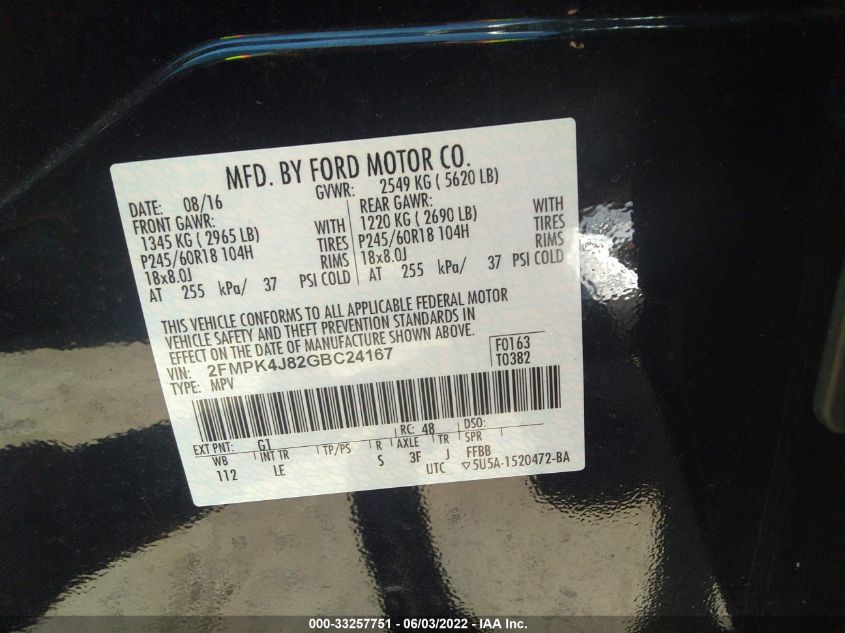 MFD. BY FORD MOTOR CO.
DATE: 08/16 GVWR: 2549 KG ( 5620 LB)
FRONT GAWR: WITH REAR GAWR: WITH
1345 KG ( 2965 LB) TIRES 1220 KG ( 2690 LB) TIRES
P245/60R18 104H RIMS P245/60R18 104H RIMS
18x8.0J 18x8.0J
AT 255 kPa/ 37 PSI COLD AT 255 kPa/ 37 PSI COLD
THIS VEHICLE CONFORMS TO ALL APPLICABLE FEDERAL MOTOR
VEHICLE SAFETY AND THEFT PREVENTION STANDARDS IN
EFFECT ON THE DATE OF MANUFACTURE SHOWN ABOVE.
VIN: 2FMPK4J82GBC24167 F0163
TYPE: MPV T0382
EXT PNT: G1 RC: 48 DSO:
WB INT TR TP/PS R AXLE TR SPR
112 LE S 3F J FFBB
UTC ▽5U5A-1520472-BA
000-33257751 - 06/03/2022 - IAA Inc.